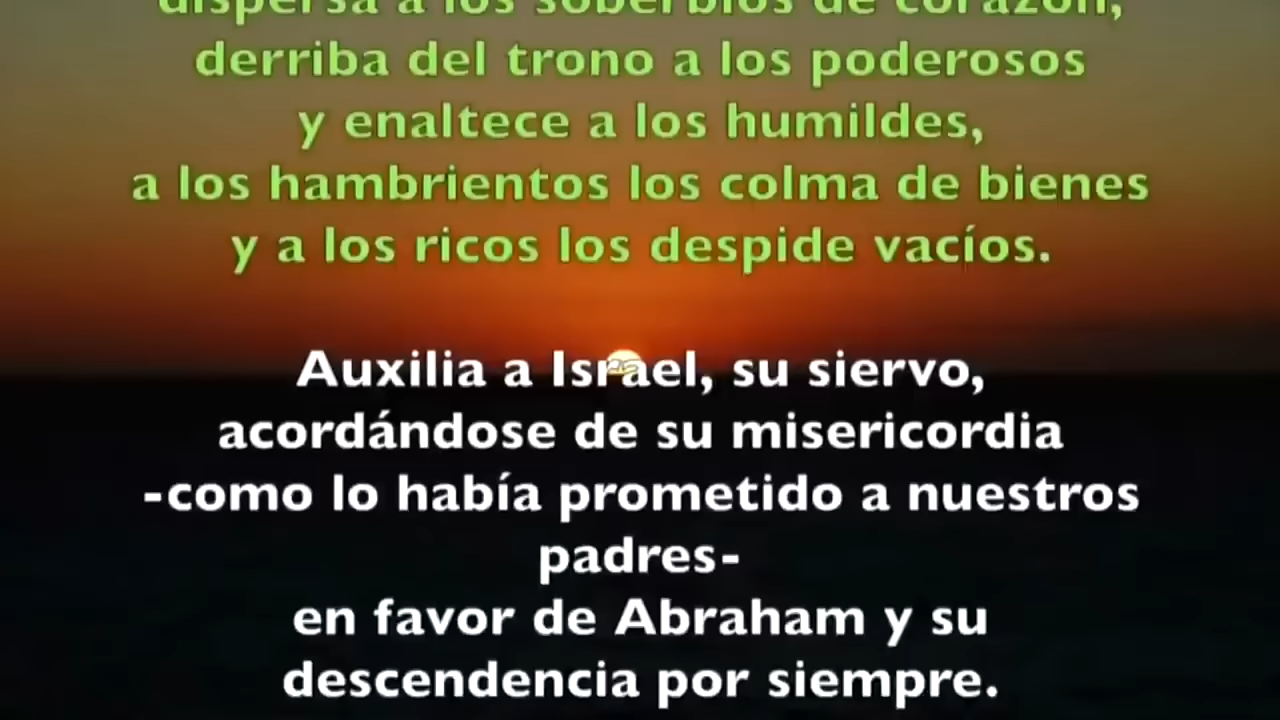 dispersa a los soberbios de corazón,
derriba del trono a los poderosos
y enaltece a los humildes,
a los hambrientos los colma de bienes
y a los ricos los despide vacíos.
Auxilia a Israel, su siervo,
acordándose de su misericordia
-como lo había prometido a nuestros
padres-
en favor de Abraham y su
descendencia por siempre.